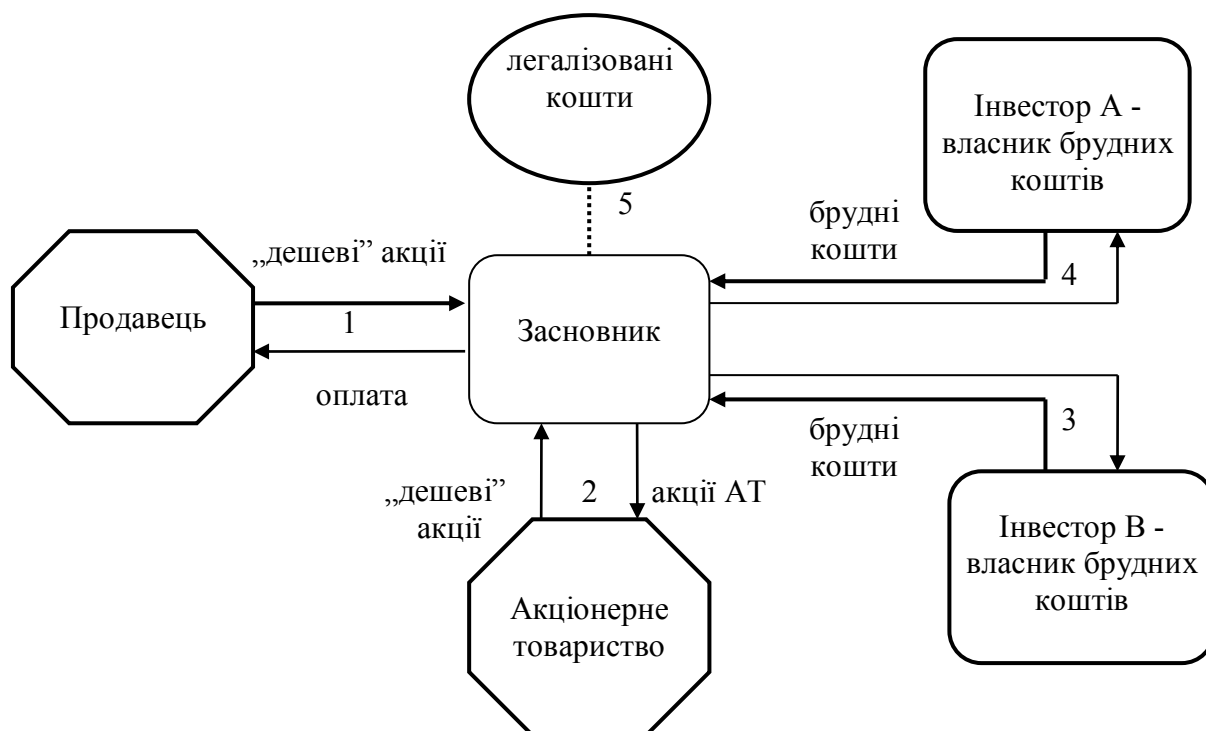 легалізовані
кошти
5
Інвестор А -
власник брудних
коштів
брудні
кошти
4
„дешеві” акції
1
Продавець
Засновник
оплата
брудні
кошти
3
„дешеві”
акції
2
акції АТ
Інвестор В -
власник брудних
коштів
Акціонерне
товариство